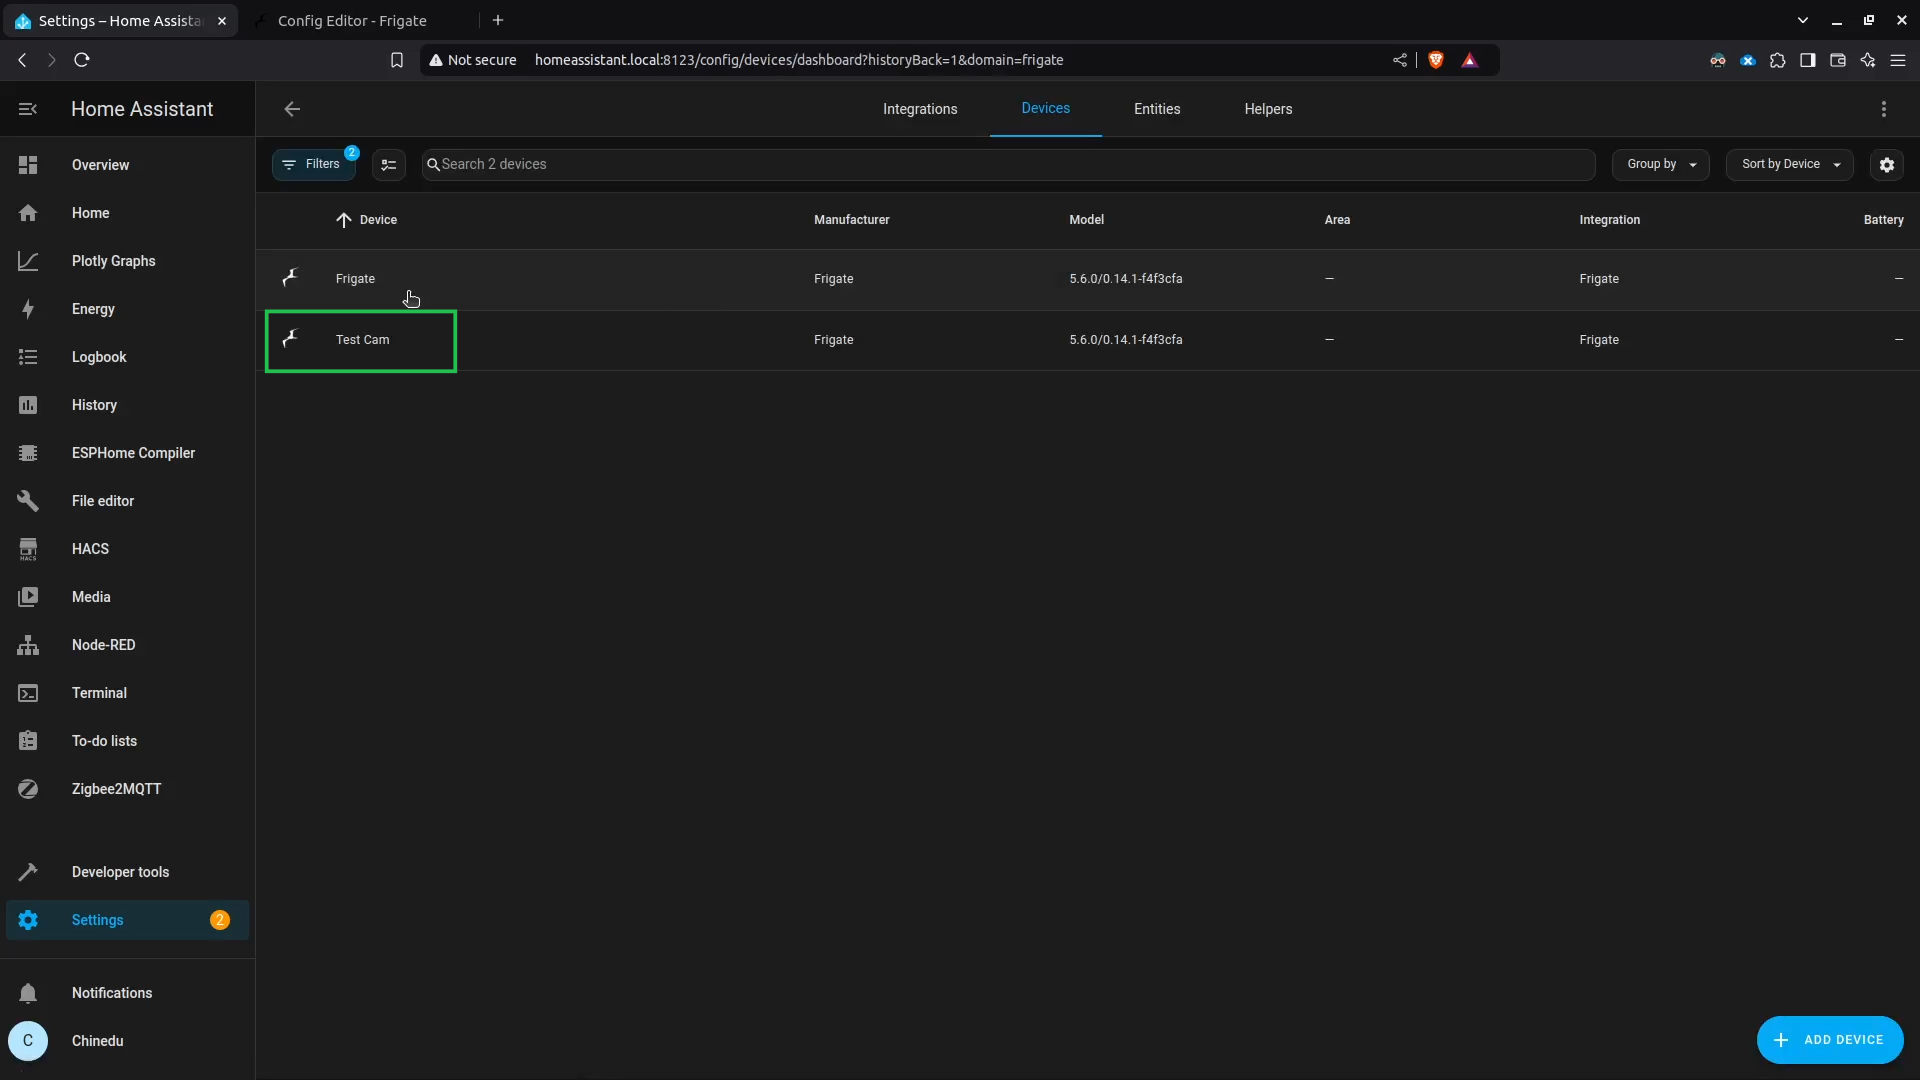 Settings – Home Assista
Config Editor - Frigate
Not secure
homeassistant.local:8123/config/devices/dashboard?historyBack=1&domain=frigate
Home Assistant
Integrations
Devices
Entities
Helpers
Overview
Filters
2
Search 2 devices
Group by
Sort by Device
Home
Device
Manufacturer
Model
Area
Integration
Battery
Plotly Graphs
Frigate
Frigate
5.6.0/0.14.1-f4f3cfa
—
Frigate
—
Energy
Test Cam
Frigate
5.6.0/0.14.1-f4f3cfa
—
Frigate
—
Logbook
History
ESPHome Compiler
File editor
HACS
HACS
Media
Node-RED
Terminal
To-do lists
Zigbee2MQTT
Developer tools
Settings
2
Notifications
C
Chinedu
ADD DEVICE